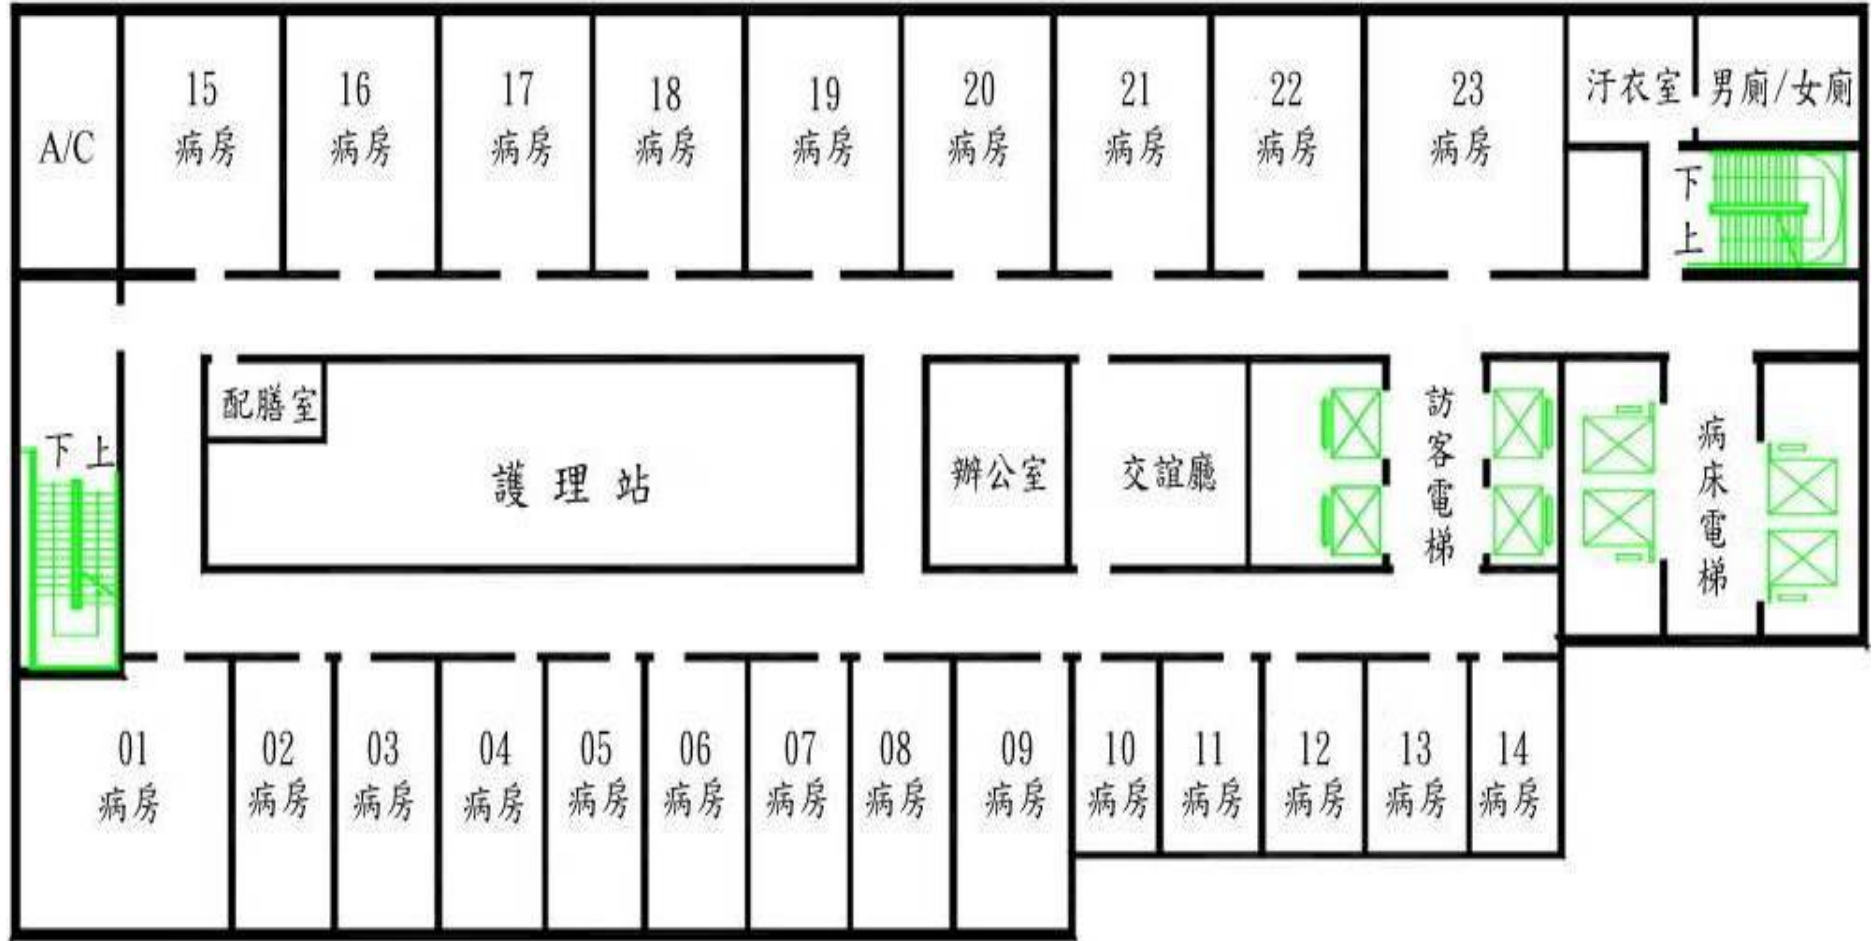 A/C
15
病房
16
病房
17
病房
18
病房
19
病房
20
病房
21
病房
22
病房
23
病房
汙衣室
男廁/女廁
下
上
配膳室
護理站
辦公室
交誼廳
訪客電梯
病床電梯
下上
01
病房
02
病房
03
病房
04
病房
05
病房
06
病房
07
病房
08
病房
09
病房
10
病房
11
病房
12
病房
13
病房
14
病房